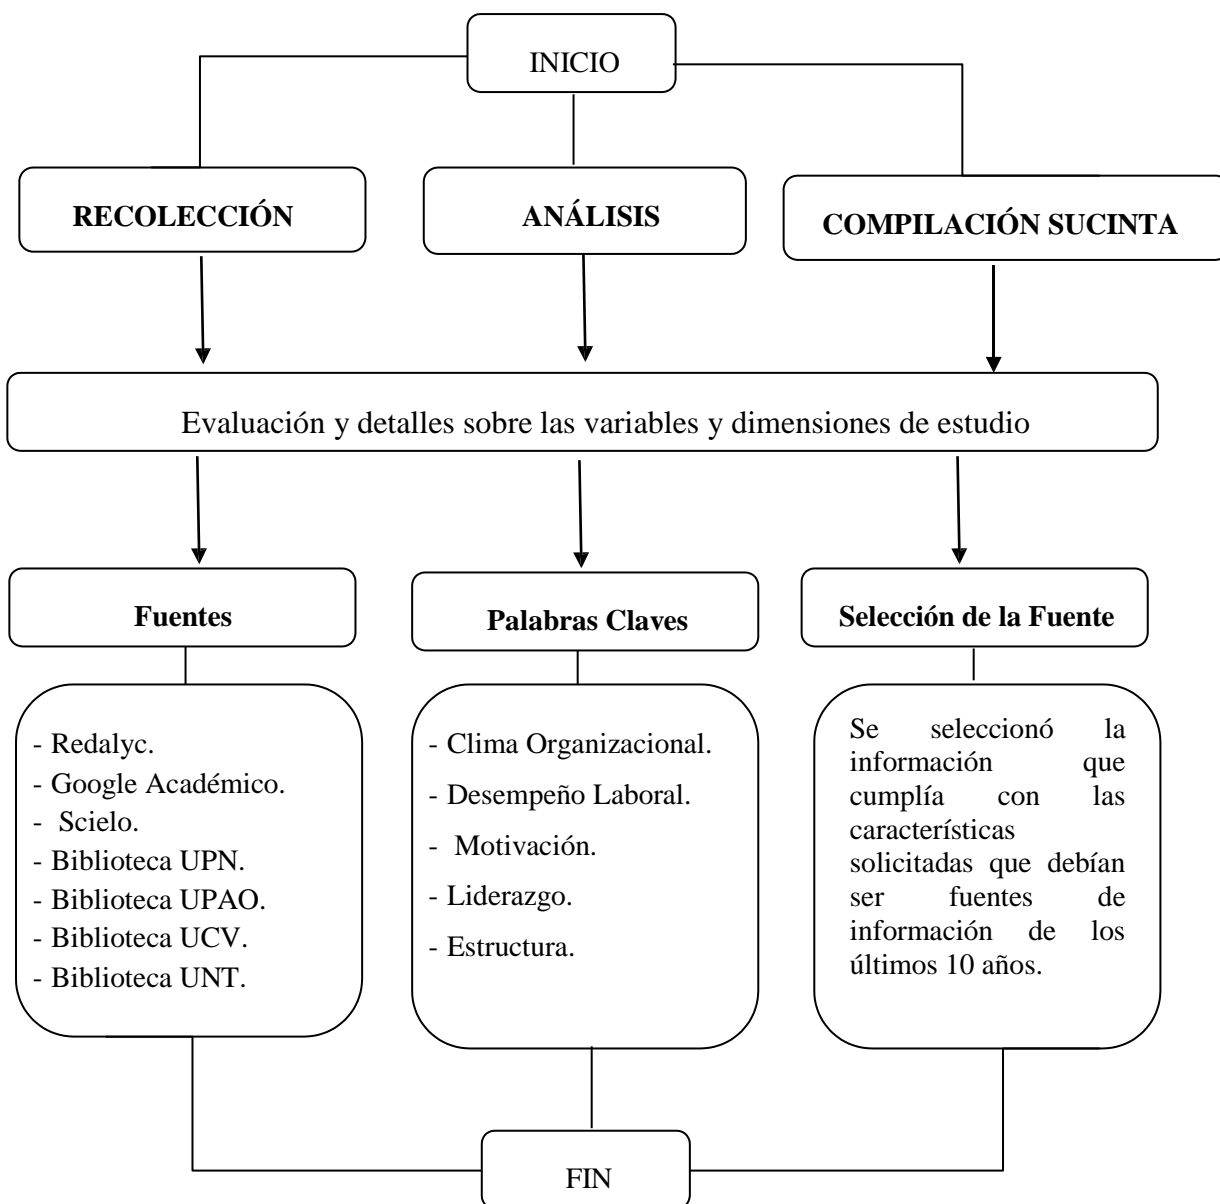 INICIO
RECOLECCIÓN
ANÁLISIS
COMPILACIÓN SUCINTA
Evaluación y detalles sobre las variables y dimensiones de estudio
Fuentes
Palabras Claves
Selección de la Fuente
- Redalyc.
- Google Académico.
- Scielo.
- Biblioteca UPN.
- Biblioteca UPAO.
- Biblioteca UCV.
- Biblioteca UNT.
- Clima Organizacional.
- Desempeño Laboral.
- Motivación.
- Liderazgo.
- Estructura.
Se seleccionó la
información que
cumplía con las
características
solicitadas que debían
ser fuentes de
información de los
últimos 10 años.
FIN